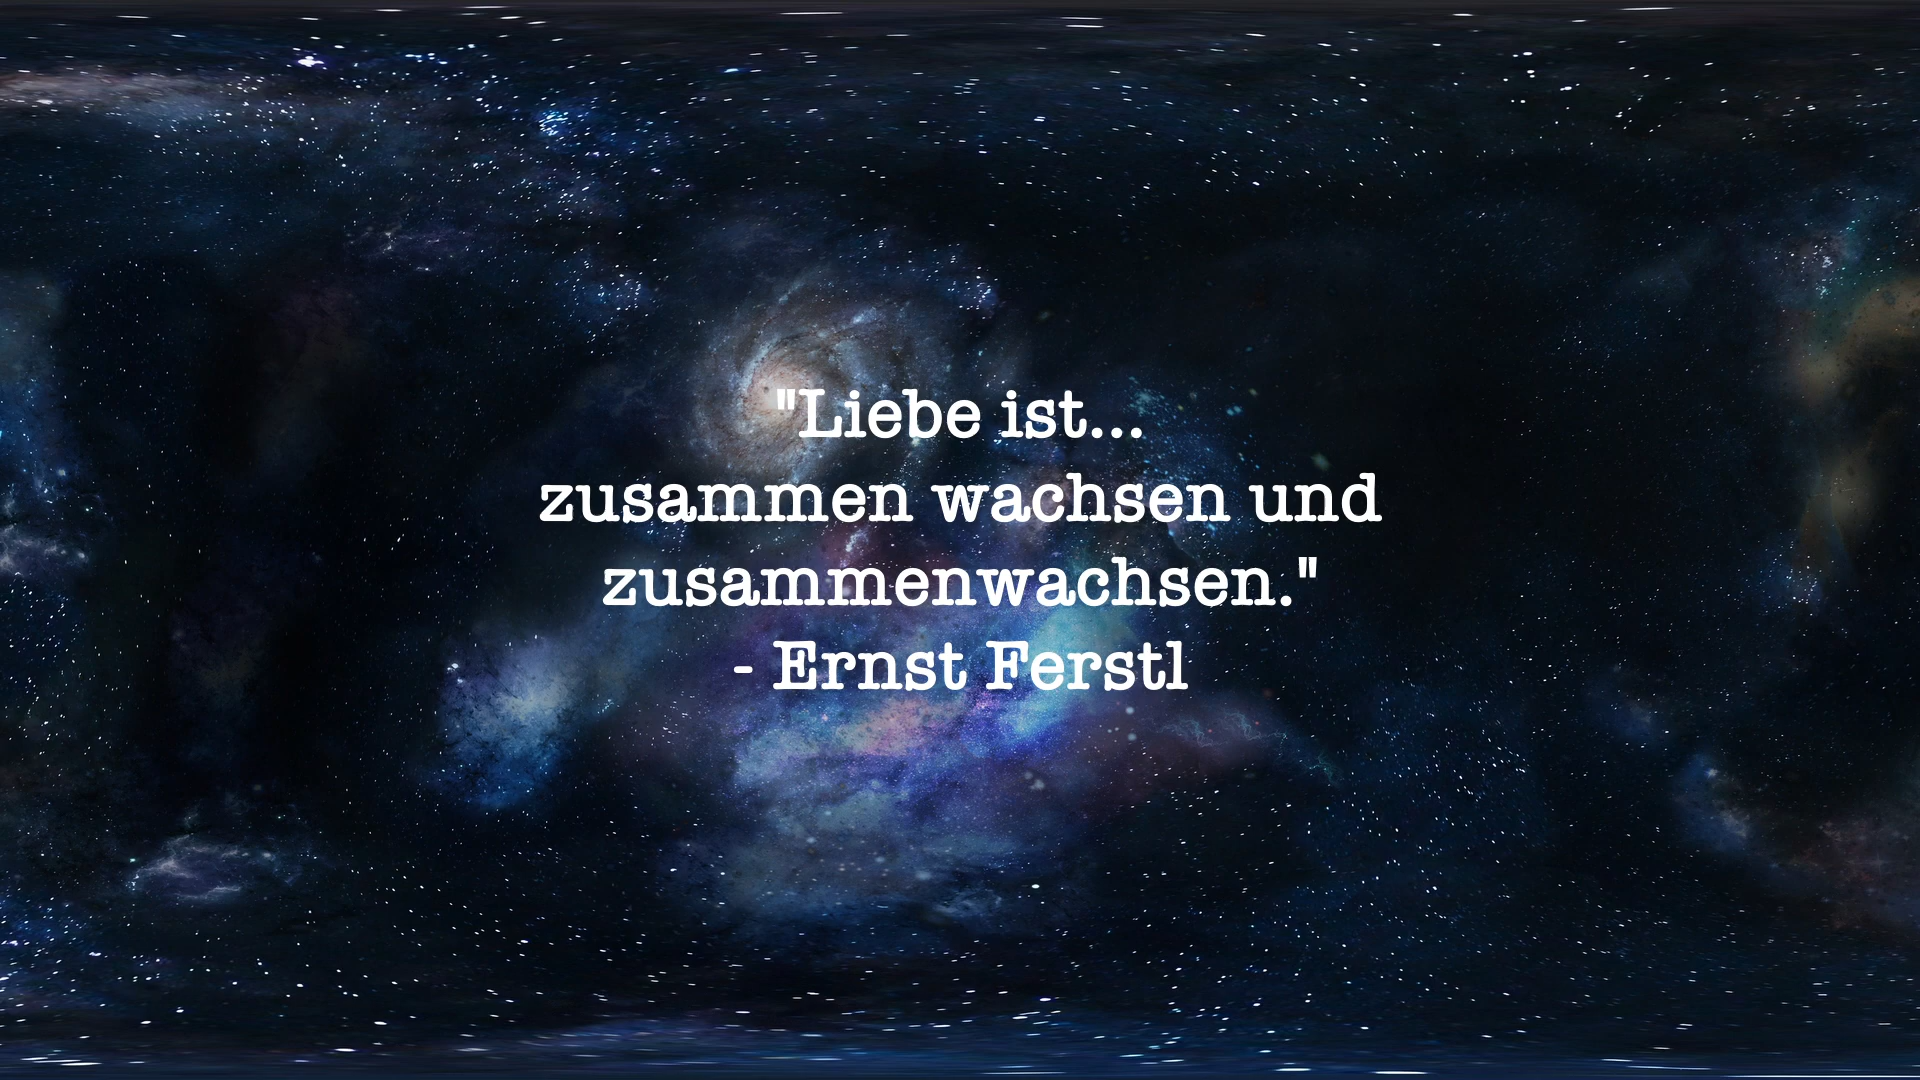 "Liebe ist...
zusammen wachsen und
zusammenwachsen."
- Ernst Ferstl